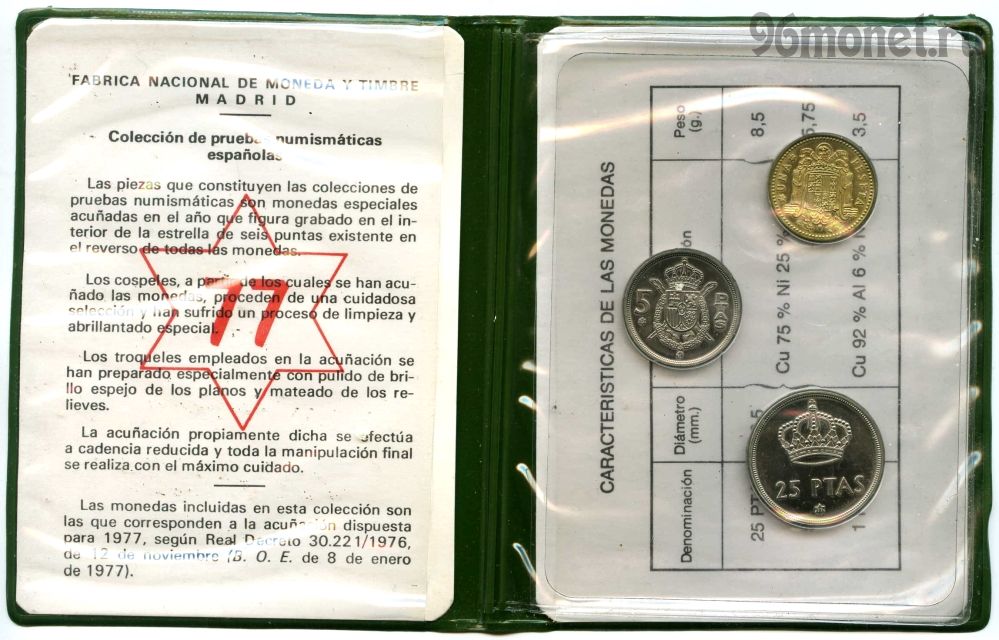 FABRICA NACIONAL DE MONEDA Y TIMBRE
MADRID
Colección de pruebas numismáticas
españolas
Las piezas que constituyen las colecciones de
pruebas numismáticas son monedas especiales
acuñadas en el año que figura grabado en el in-
terior de la estrella de seis puntas existente en
el reverso de todas las monedas.
Los cospeles, a partir de los cuales se han acu-
ñado las monedas, proceden de una cuidadosa
selección y han sufrido un proceso de limpieza y
abrillantado especial.
77
Los troqueles empleados en la acuñación se
han preparado especialmente con pulido de bri-
llo espejo de los planos y mateado de los re-
lieves.
La acuñación propiamente dicha se efectúa
a cadencia reducida y toda la manipulación final
se realiza con el máximo cuidado.
Las monedas incluidas en esta colección son
las que corresponden a la acuñación dispuesta
para 1977, según Real Decreto 30.221/1976,
de 12 de noviembre (B. O. E. de 8 de enero
de 1977).
96monet.ru
CARACTERISTICAS DE LAS MONEDAS
Denominación
Diámetro
(mm.)
Peso
(g.)
25 PT
8,5
Cu 75 % Ni 25 %
5,75
1
Cu 92 % Al 6 %
3,5
5 PTAS
25 PTAS
UNA PESETA